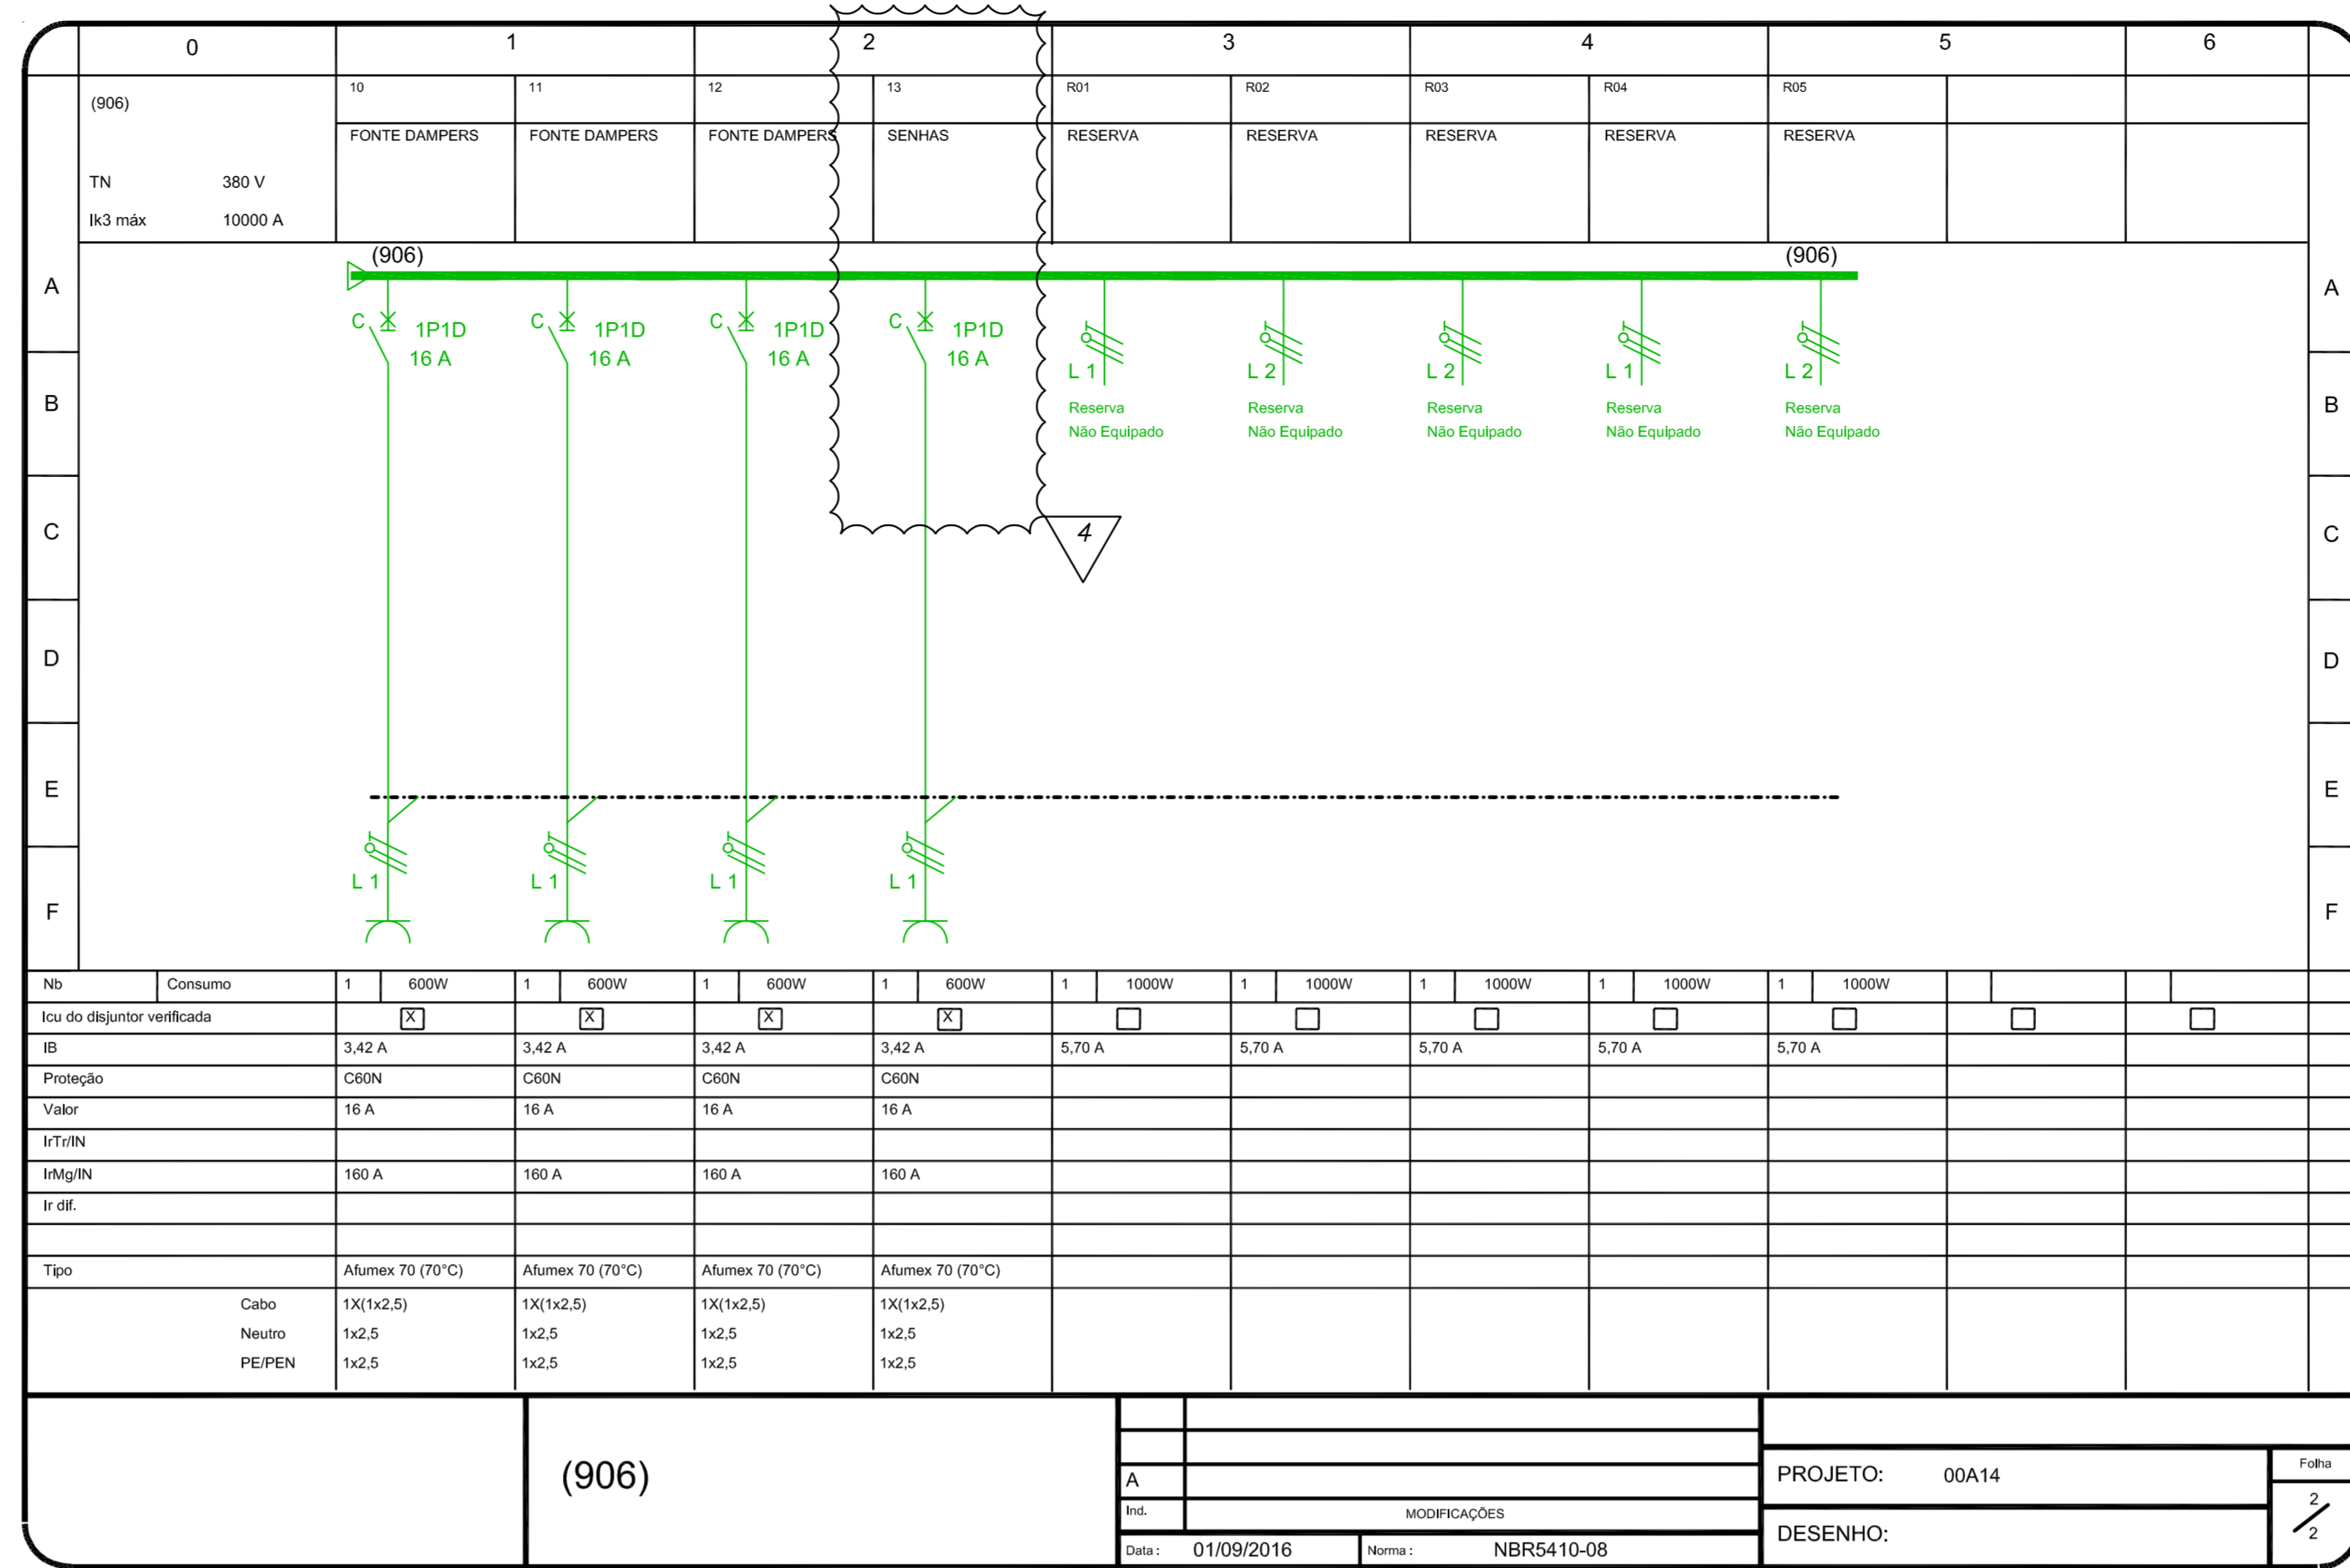 0 1 2 3 4 5 6
(906) 10 11 12 13 R01 R02 R03 R04 R05
FONTE DAMPERS FONTE DAMPERS FONTE DAMPERS SENHAS RESERVA RESERVA RESERVA RESERVA RESERVA
TN 380 V
Ik3 máx 10000 A
(906) (906)
A A
C 1P1D C 1P1D C 1P1D C 1P1D
16 A 16 A 16 A 16 A
L 1 L 2 L 2 L 1 L 2
B Reserva Reserva Reserva Reserva Reserva B
Não Equipado Não Equipado Não Equipado Não Equipado Não Equipado
C 4 C
D D
E E
L 1 L 1 L 1 L 1
F F
Nb Consumo 1 600W 1 600W 1 600W 1 600W 1 1000W 1 1000W 1 1000W 1 1000W 1 1000W
Icu do disjuntor verificada X X X X
IB 3,42 A 3,42 A 3,42 A 3,42 A 5,70 A 5,70 A 5,70 A 5,70 A 5,70 A
Proteção C60N C60N C60N C60N
Valor 16 A 16 A 16 A 16 A
IrTr/IN
IrMg/IN 160 A 160 A 160 A 160 A
Ir dif.
Tipo Afumex 70 (70°C) Afumex 70 (70°C) Afumex 70 (70°C) Afumex 70 (70°C)
Cabo 1X(1x2,5) 1X(1x2,5) 1X(1x2,5) 1X(1x2,5)
Neutro 1x2,5 1x2,5 1x2,5 1x2,5
PE/PEN 1x2,5 1x2,5 1x2,5 1x2,5
(906)
A
Ind. MODIFICAÇÕES
Data : 01/09/2016 Norma : NBR5410-08
PROJETO: 00A14
DESENHO:
Folha
2
2